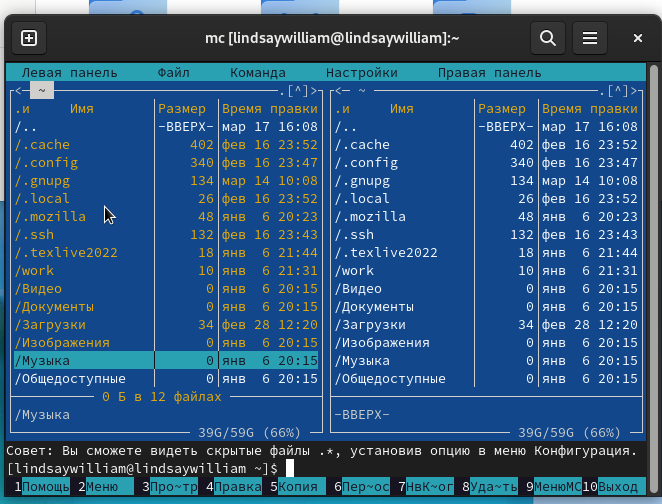 mc [lindsaywilliam@lindsaywilliam]:~
Левая панель Файл Команда Настройки Правая панель
<─ ~ .[^]> <─ ~ .[^]>
.и Имя Размер Время правки .и Имя Размер Время правки
/.. -ВВЕРХ- мар 17 16:08 /.. -ВВЕРХ- мар 17 16:08
/.cache 402 фев 16 23:52 /.cache 402 фев 16 23:52
/.config 340 фев 16 23:47 /.config 340 фев 16 23:47
/.gnupg 134 мар 14 10:08 /.gnupg 134 мар 14 10:08
/.local 26 фев 16 23:52 /.local 26 фев 16 23:52
/.mozilla 48 янв 6 20:23 /.mozilla 48 янв 6 20:23
/.ssh 132 фев 16 23:43 /.ssh 132 фев 16 23:43
/.texlive2022 18 янв 6 21:44 /.texlive2022 18 янв 6 21:44
/work 10 янв 6 21:31 /work 10 янв 6 21:31
/Видео 0 янв 6 20:15 /Видео 0 янв 6 20:15
/Документы 0 янв 6 20:15 /Документы 0 янв 6 20:15
/Загрузки 34 фев 28 12:20 /Загрузки 34 фев 28 12:20
/Изображения 0 янв 6 20:15 /Изображения 0 янв 6 20:15
/Музыка 0 янв 6 20:15 /Музыка 0 янв 6 20:15
/Общедоступные 0 янв 6 20:15 /Общедоступные 0 янв 6 20:15
0 Б в 12 файлах
/Музыка -ВВЕРХ-
39G/59G (66%) 39G/59G (66%)
Совет: Вы сможете видеть скрытые файлы .*, установив опцию в меню Конфигурация.
[lindsaywilliam@lindsaywilliam ~]$
1Помощь 2Меню 3Про~тр 4Правка 5Копия 6Пер~ос 7НвК~ог 8Уда~ть 9МенюМС 10Выход